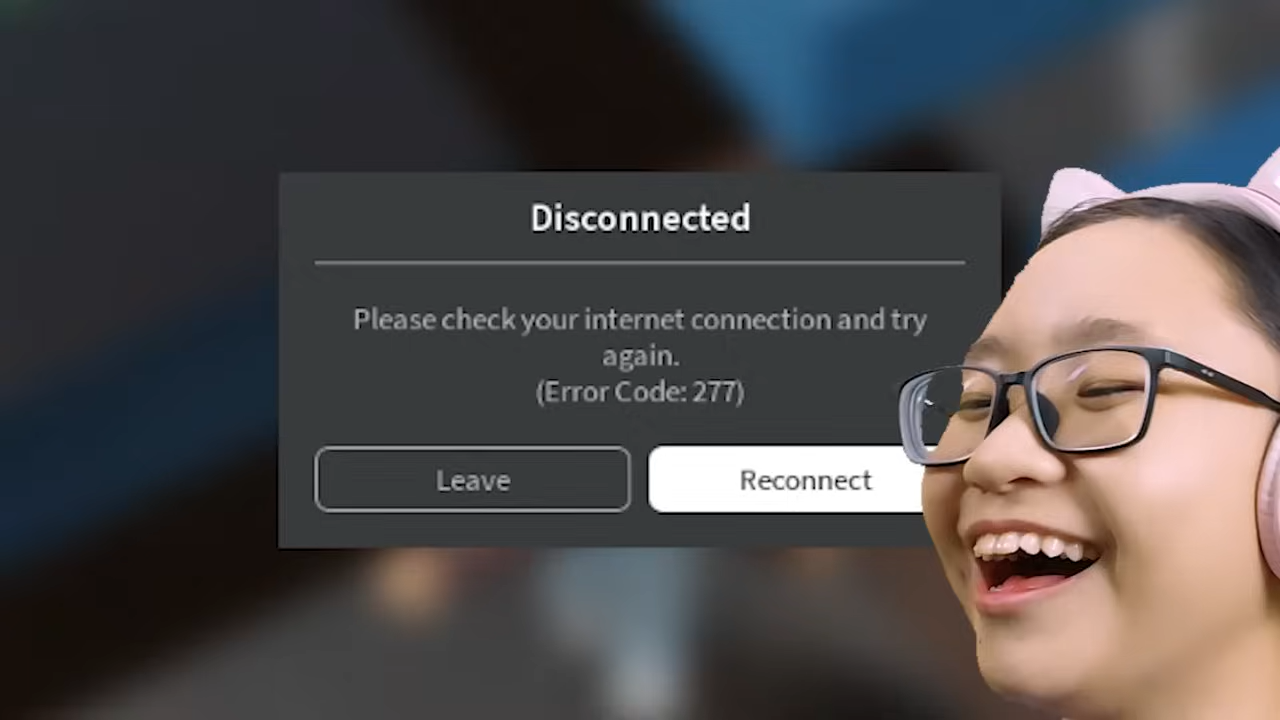 Disconnected
Please check your internet connection and try
again.
(Error Code: 277)
Leave
Reconnect